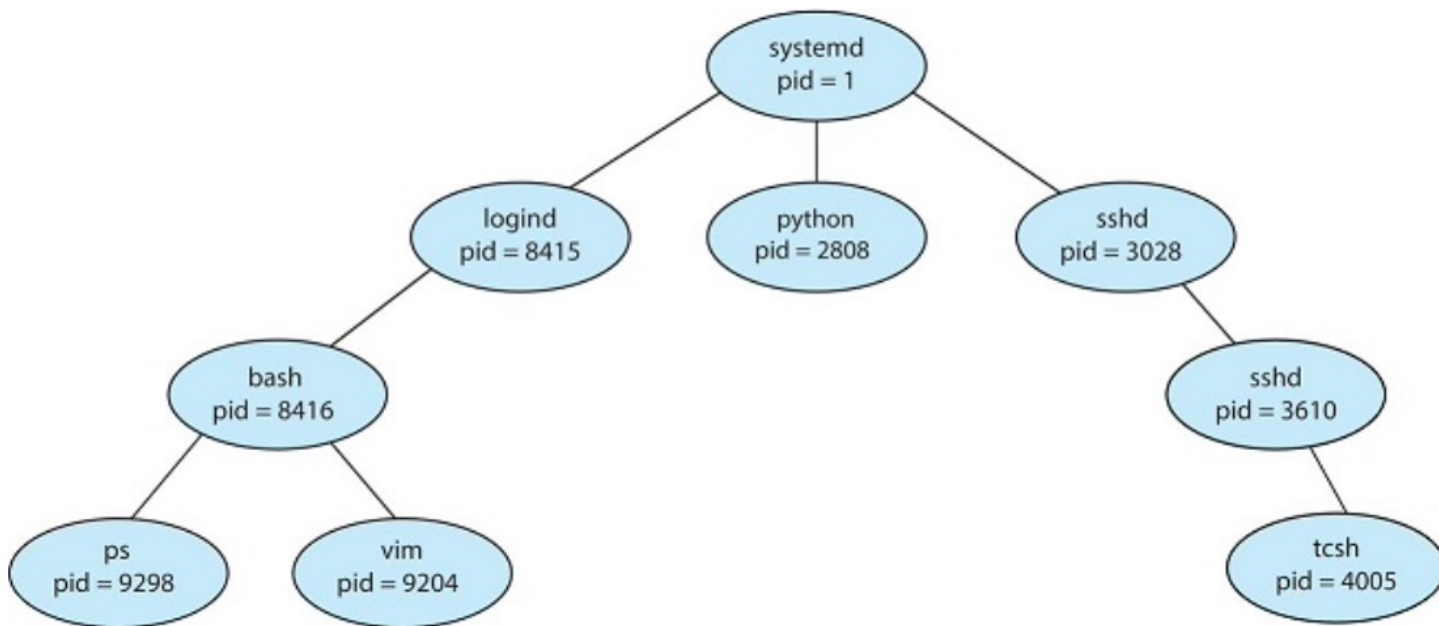 systemd
pid = 1
logind
pid = 8415
python
pid = 2808
sshd
pid = 3028
bash
pid = 8416
sshd
pid = 3610
ps
pid = 9298
vim
pid = 9204
tcsh
pid = 4005